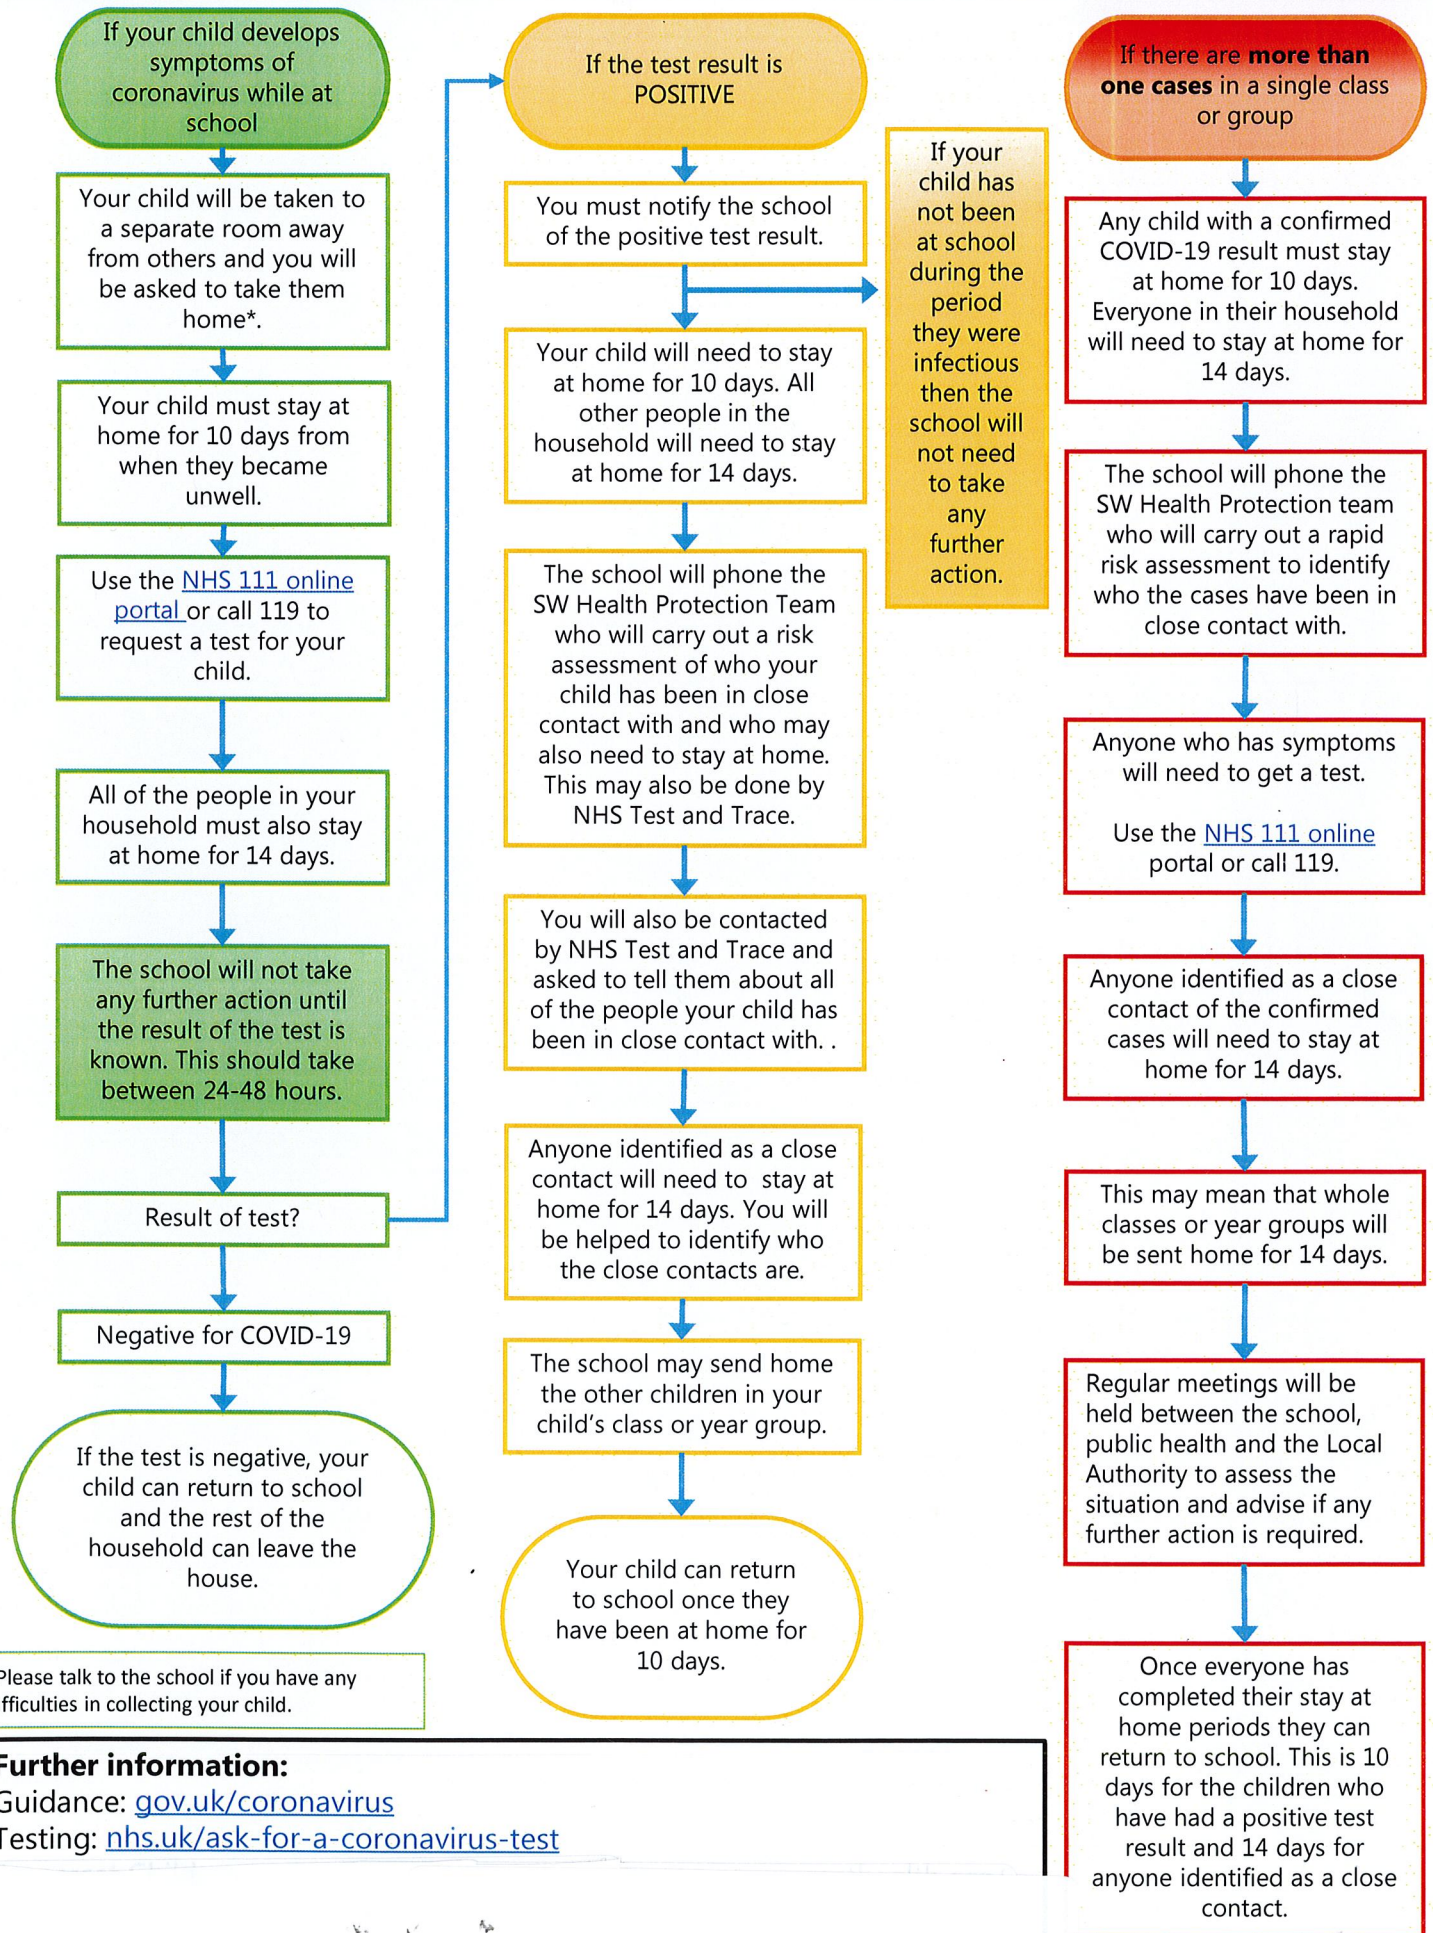 If your child develops
symptoms of
coronavirus while at
school
Your child will be taken to
a separate room away
from others and you will
be asked to take them
home*.
Your child must stay at
home for 10 days from
when they became
unwell.
Use the NHS 111 online
portal or call 119 to
request a test for your
child.
All of the people in your
household must also stay
at home for 14 days.
The school will not take
any further action until
the result of the test is
known. This should take
between 24-48 hours.
Result of test?
Negative for COVID-19
If the test is negative, your
child can return to school
and the rest of the
household can leave the
house.
Please talk to the school if you have any
fficulties in collecting your child.
If the test result is
POSITIVE
You must notify the school
of the positive test result.
If your
child has
not been
at school
during the
period
they were
infectious
then the
school will
not need
to take
any
further
action.
Your child will need to stay
at home for 10 days. All
other people in the
household will need to stay
at home for 14 days.
The school will phone the
SW Health Protection Team
who will carry out a risk
assessment of who your
child has been in close
contact with and who may
also need to stay at home.
This may also be done by
NHS Test and Trace.
You will also be contacted
by NHS Test and Trace and
asked to tell them about all
of the people your child has
been in close contact with. .
Anyone identified as a close
contact will need to  stay at
home for 14 days. You will
be helped to identify who
the close contacts are.
The school may send home
the other children in your
child's class or year group.
Your child can return
to school once they
have been at home for
10 days.
If there are more than
one cases in a single class
or group
Any child with a confirmed
COVID-19 result must stay
at home for 10 days.
Everyone in their household
will need to stay at home for
14 days.
The school will phone the
SW Health Protection team
who will carry out a rapid
risk assessment to identify
who the cases have been in
close contact with.
Anyone who has symptoms
will need to get a test.
Use the NHS 111 online
portal or call 119.
Anyone identified as a close
contact of the confirmed
cases will need to stay at
home for 14 days.
This may mean that whole
classes or year groups will
be sent home for 14 days.
Regular meetings will be
held between the school,
public health and the Local
Authority to assess the
situation and advise if any
further action is required.
Once everyone has
completed their stay at
home periods they can
return to school. This is 10
days for the children who
have had a positive test
result and 14 days for
anyone identified as a close
contact.
Further information:
Guidance: gov.uk/coronavirus
Testing: nhs.uk/ask-for-a-coronavirus-test